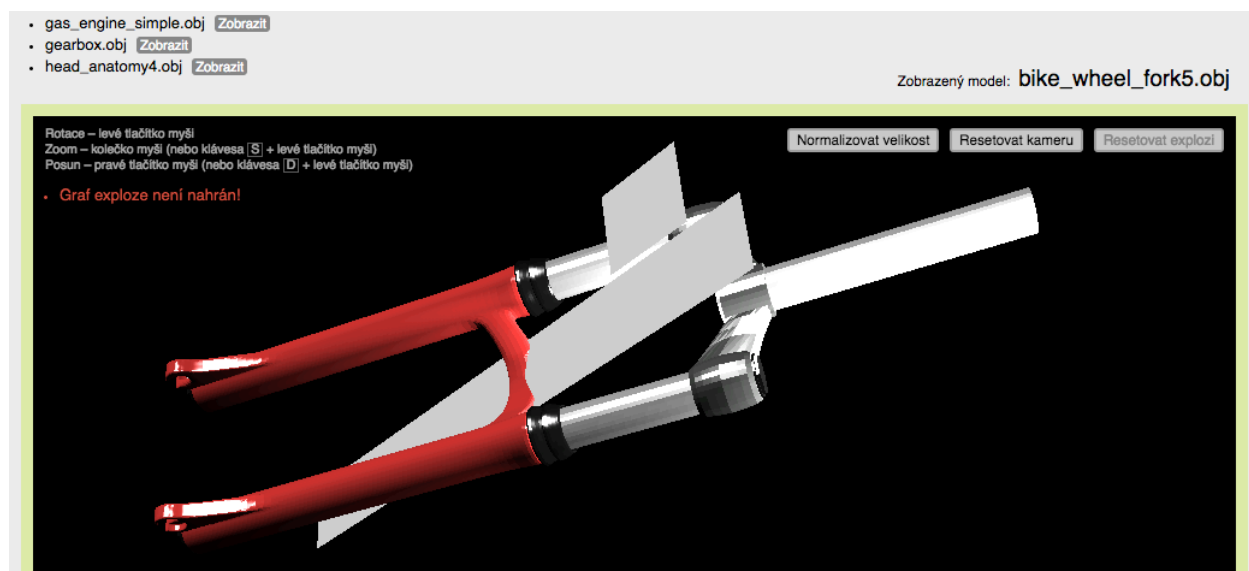 gas_engine_simple.obj Zobrazit
gearbox.obj Zobrazit
head_anatomy4.obj Zobrazit
Zobrazený model: bike_wheel_fork5.obj
Rotace – levé tlačítko myši
Zoom – kolečko myši (nebo klávesa S + levé tlačítko myši)
Posun – pravé tlačítko myši (nebo klávesa D + levé tlačítko myši)
Normalizovat velikost Resetovat kameru Resetovat explozi
Graf exploze není nahrán!